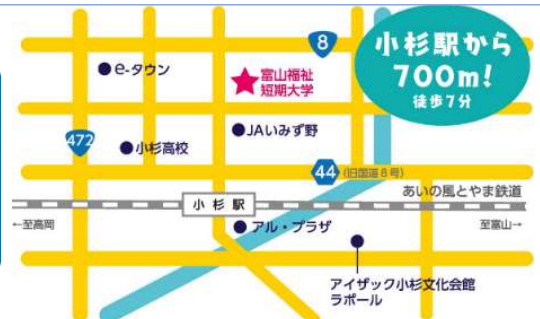 8
小杉駅から
700m!
徒歩7分
e-タウン
富山福祉
短期大学
JAいみず野
472
小杉高校
44
(旧国道8号)
あいの風とやま鉄道
小杉駅
←至高岡
アル・プラザ
至富山→
アイザック小杉文化会館
ラポール